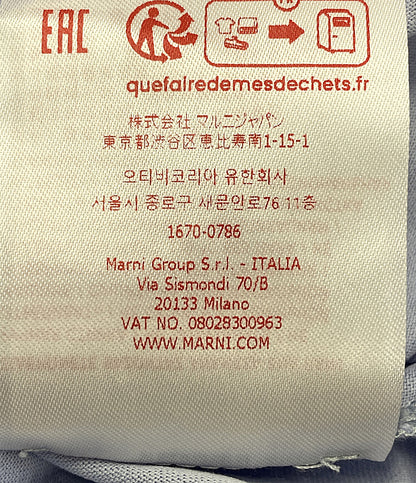 EAC
FR
quefairedemesdechets.fr
株式会社 マルニジャパン
東京都渋谷区恵比寿南1-15-1
오티비코리아 유한회사
서울시 종로구 새문안로76 11층
1670-0786
Marni Group S.r.l. - ITALIA
Via Sismondi 70/B
20133 Milano
VAT NO. 08028300963
WWW.MARNI.COM